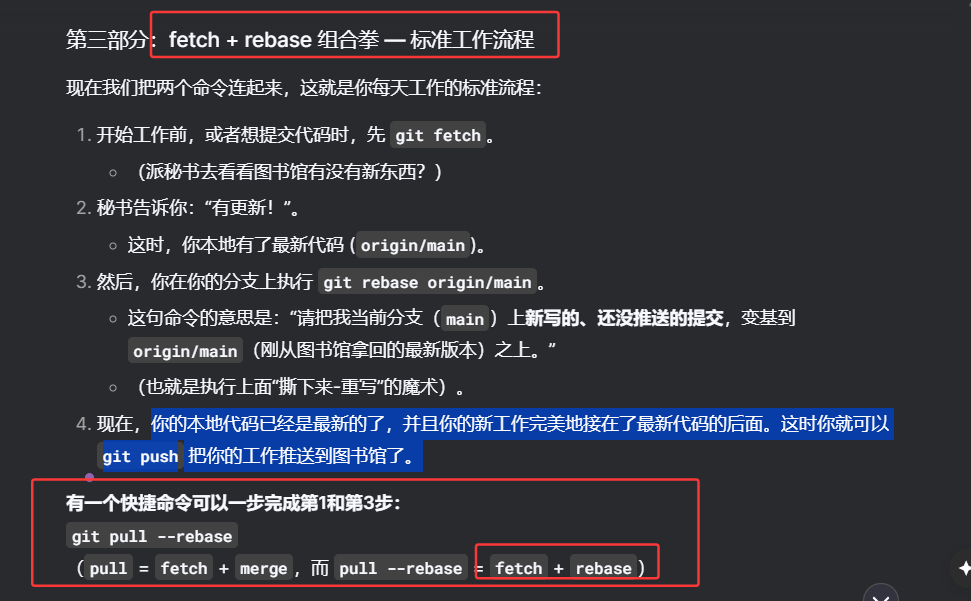 第三部分：fetch + rebase 组合拳 — 标准工作流程
现在我们把两个命令连起来，这就是你每天工作的标准流程：
1. 开始工作前，或者想提交代码时，先 git fetch 。
（派秘书去看看图书馆有没有新东西？）
2. 秘书告诉你：“有更新！”。
这时，你本地有了最新代码 ( origin/main )。
3. 然后，你在你的分支上执行 git rebase origin/main 。
这句命令的意思是：“请把我当前分支（ main ）上新写的、还没推送的提交，变基到
origin/main （刚从图书馆拿回的最新版本）之上。”
（也就是执行上面“撕下来-重写”的魔术）。
4. 现在，你的本地代码已经是最新的了，并且你的新工作完美地接在了最新代码的后面。这时你就可以
git push 把你的工作推送到图书馆了。
有一个快捷命令可以一步完成第1和第3步：
git pull --rebase
（ pull = fetch + merge ，而 pull --rebase = fetch + rebase ）